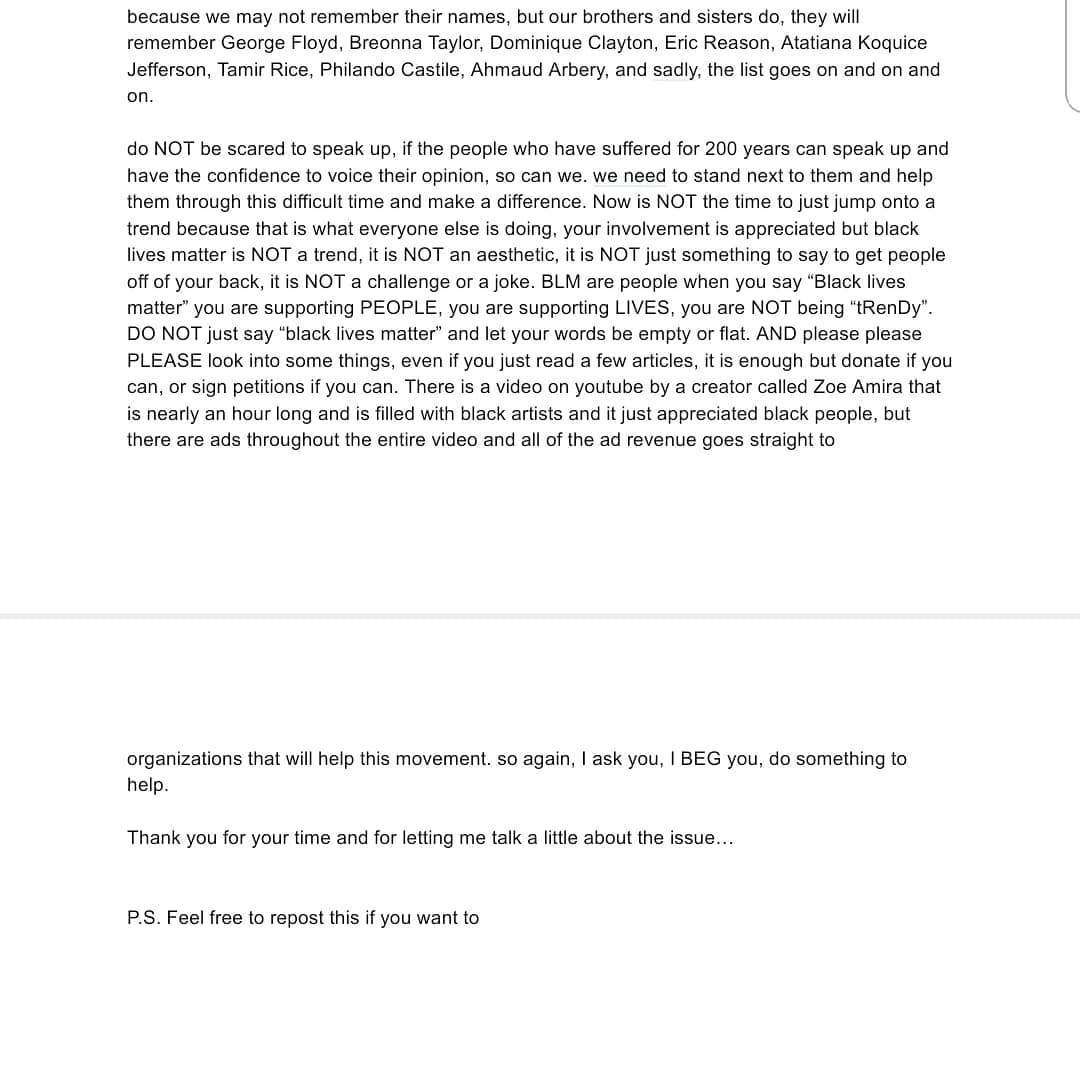 because we may not remember their names, but our brothers and sisters do, they will
remember George Floyd, Breonna Taylor, Dominique Clayton, Eric Reason, Atatiana Koquice
Jefferson, Tamir Rice, Philando Castile, Ahmaud Arbery, and sadly, the list goes on and on and
on.
do NOT be scared to speak up, if the people who have suffered for 200 years can speak up and
have the confidence to voice their opinion, so can we. we need to stand next to them and help
them through this difficult time and make a difference. Now is NOT the time to just jump onto a
trend because that is what everyone else is doing, your involvement is appreciated but black
lives matter is NOT a trend, it is NOT an aesthetic, it is NOT just something to say to get people
off of your back, it is NOT a challenge or a joke. BLM are people when you say “Black lives
matter” you are supporting PEOPLE, you are supporting LIVES, you are NOT being “tRenDy”.
DO NOT just say “black lives matter” and let your words be empty or flat. AND please please
PLEASE look into some things, even if you just read a few articles, it is enough but donate if you
can, or sign petitions if you can. There is a video on youtube by a creator called Zoe Amira that
is nearly an hour long and is filled with black artists and it just appreciated black people, but
there are ads throughout the entire video and all of the ad revenue goes straight to
organizations that will help this movement. so again, I ask you, I BEG you, do something to
help.
Thank you for your time and for letting me talk a little about the issue…
P.S. Feel free to repost this if you want to